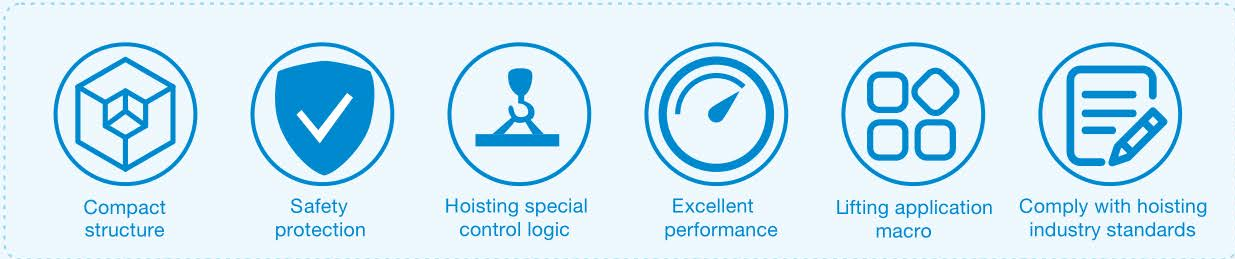 Compact
structure
Safety
protection
Hoisting special
control logic
Excellent
performance
Lifting application
macro
Comply with hoisting
industry standards